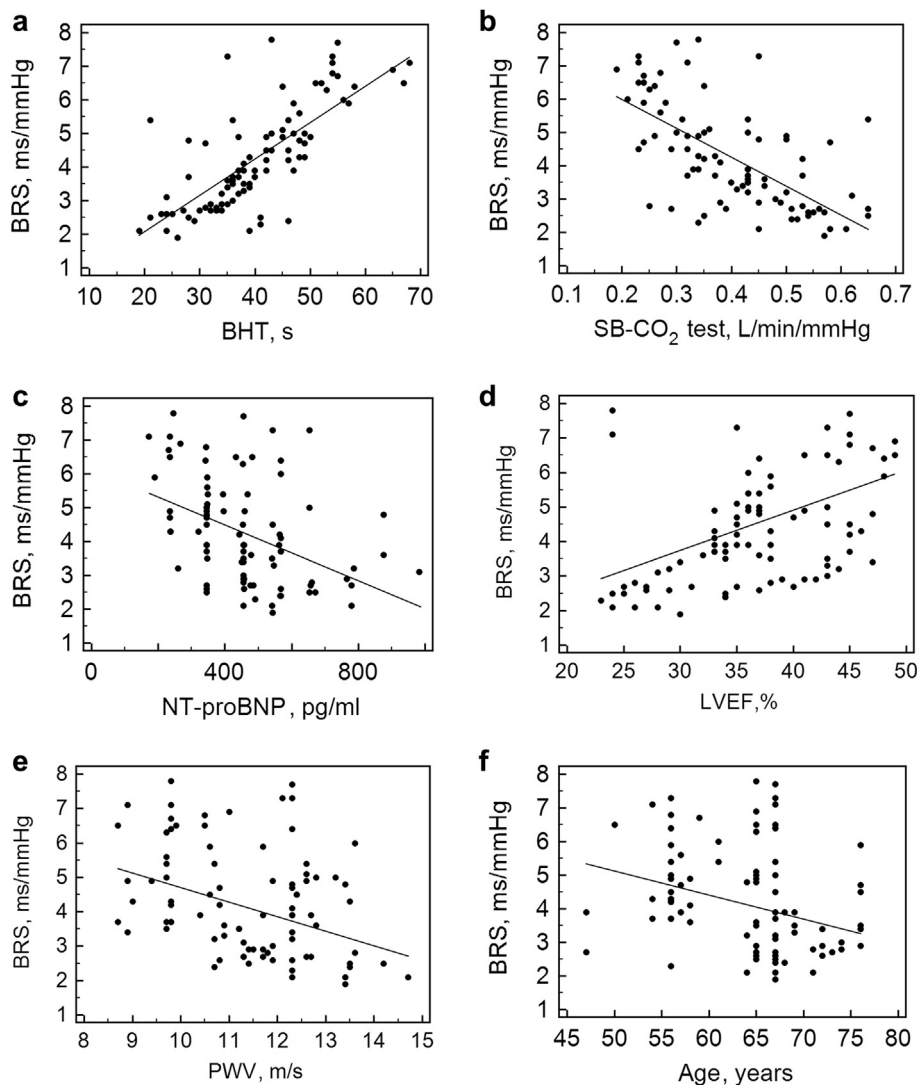 a
8
7
6
5
4
3
2
1
BRS, ms/mmHg
10 20 30 40 50 60 70
BHT, s
b
8
7
6
5
4
3
2
1
BRS, ms/mmHg
0.1 0.2 0.3 0.4 0.5 0.6 0.7
SB-CO₂ test, L/min/mmHg
c
8
7
6
5
4
3
2
1
BRS, ms/mmHg
0 400 800
NT-proBNP, pg/ml
d
8
7
6
5
4
3
2
1
BRS, ms/mmHg
20 30 35 40 45 50
LVEF,%
e
8
7
6
5
4
3
2
1
BRS, ms/mmHg
8 9 10 11 12 13 14 15
PWV, m/s
f
8
7
6
5
4
3
2
1
BRS, ms/mmHg
45 50 55 60 65 70 75 80
Age, years